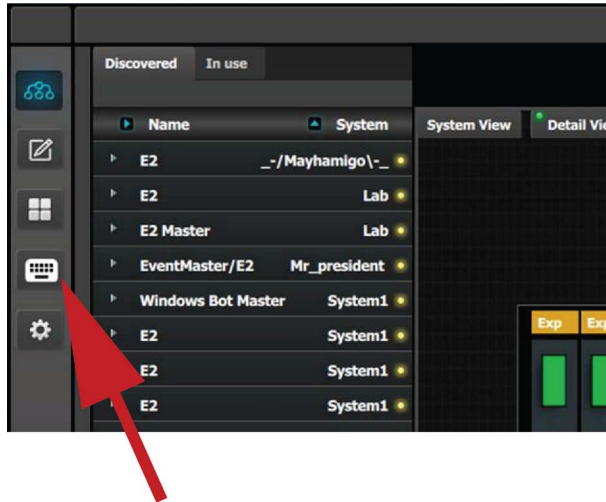 Discovered In use
Name System System View Detail Vie
E2 _-/Mayhamigo\-_
E2 Lab
E2 Master Lab
EventMaster/E2 Mr_president
Windows Bot Master System1
E2 System1
E2 System1
E2 System1
Exp Exp